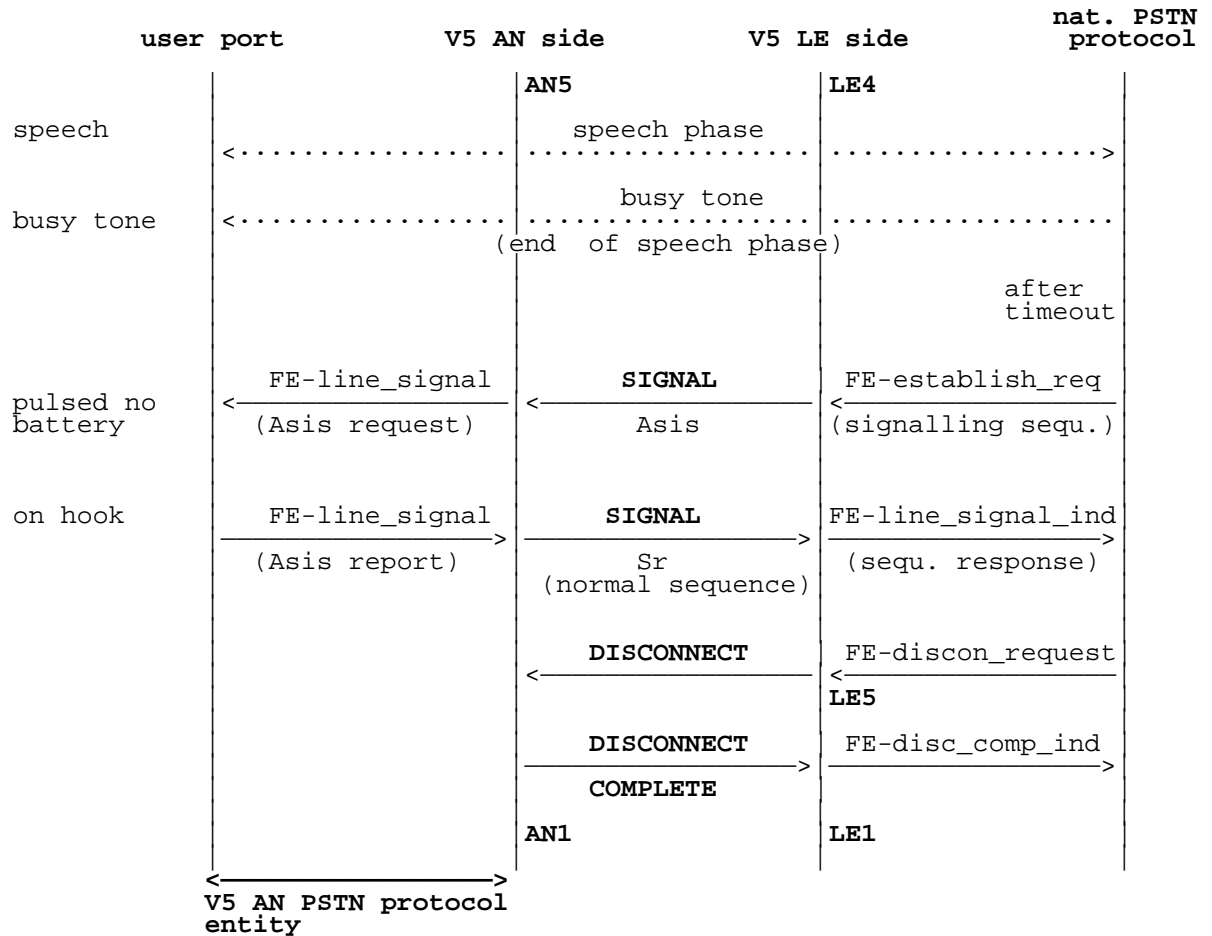 nat. PSTN
user port V5 AN side V5 LE side protocol
AN5 LE4
speech speech phase
busy tone
busy tone
(end of speech phase)
after
timeout
FE-line_signal SIGNAL FE-establish_req
pulsed no
battery (Asis request) Asis (signalling sequ.)
on hook FE-line_signal SIGNAL FE-line_signal_ind
(Asis report) Sr (sequ. response)
(normal sequence)
DISCONNECT FE-discon_request
LE5
DISCONNECT FE-disc_comp_ind
COMPLETE
AN1 LE1
V5 AN PSTN protocol
entity